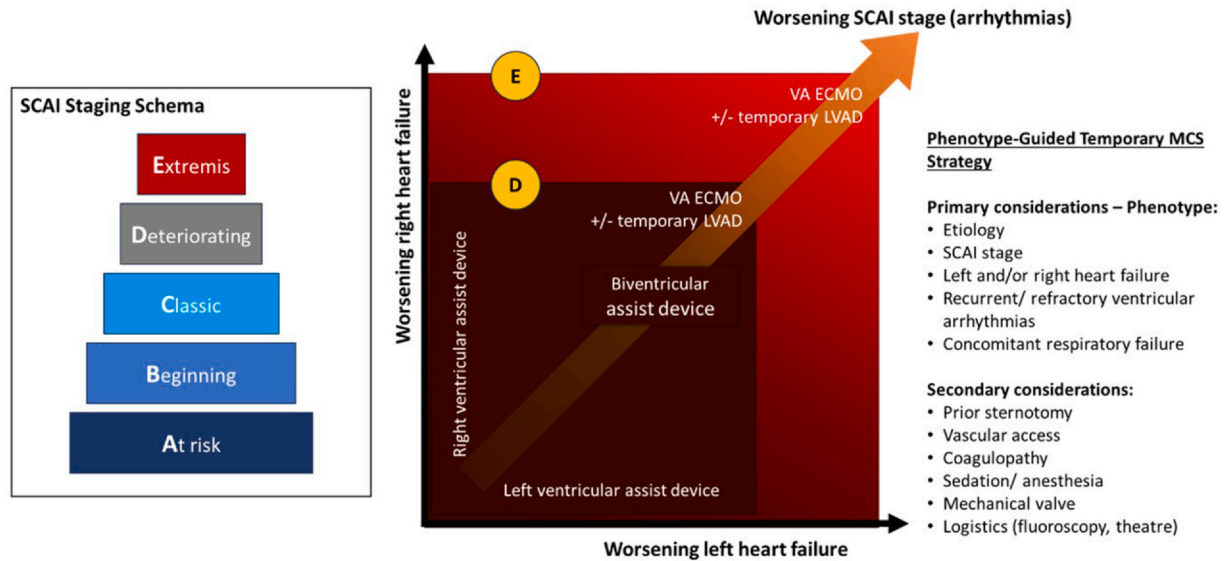 SCAI Staging Schema
Extremis
Deteriorating
Classic
Beginning
At risk
Worsening SCAI stage (arrhythmias)
Worsening right heart failure
E
VA ECMO
+/- temporary LVAD
D
VA ECMO
+/- temporary LVAD
Right ventricular assist device
Biventricular
assist device
Left ventricular assist device
Worsening left heart failure
Phenotype-Guided Temporary MCS
Strategy
Primary considerations – Phenotype:
• Etiology
• SCAI stage
• Left and/or right heart failure
• Recurrent/ refractory ventricular
arrhythmias
• Concomitant respiratory failure
Secondary considerations:
• Prior sternotomy
• Vascular access
• Coagulopathy
• Sedation/ anesthesia
• Mechanical valve
• Logistics (fluoroscopy, theatre)